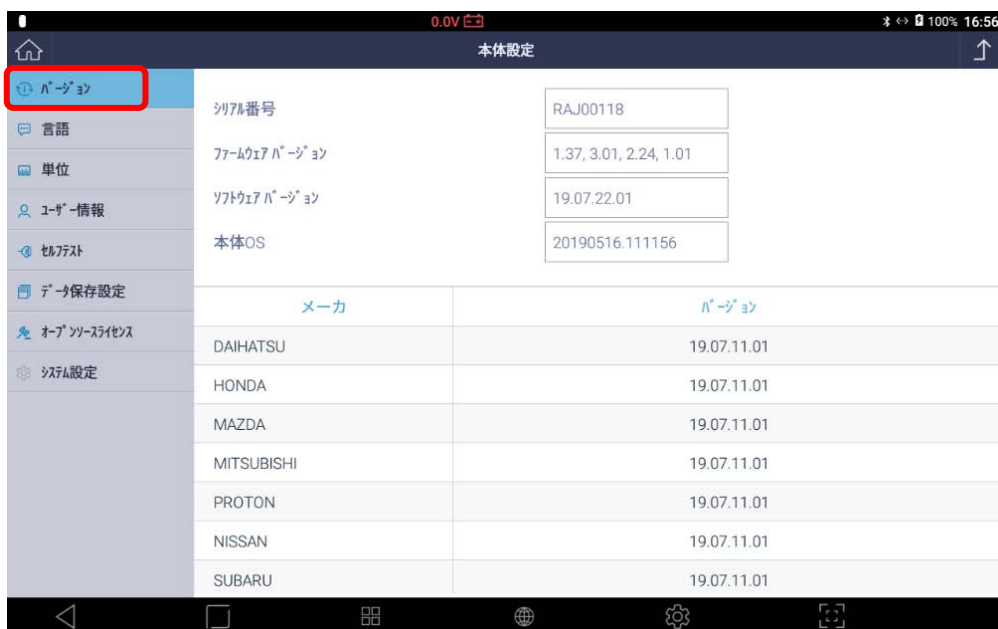 0.0V
100% 16:56
本体設定
ﾊﾞｰｼﾞｮﾝ
言語
単位
ﾕｰｻﾞｰ情報
ｾﾙﾌﾃｽﾄ
ﾃﾞｰﾀ保存設定
ｵｰﾌﾟﾝｿｰｽﾗｲｾﾝｽ
ｼｽﾃﾑ設定
ｼﾘｱﾙ番号 RAJ00118
ﾌｧｰﾑｳｪｱ ﾊﾞｰｼﾞｮﾝ 1.37, 3.01, 2.24, 1.01
ｿﾌﾄｳｪｱ ﾊﾞｰｼﾞｮﾝ 19.07.22.01
本体OS 20190516.111156
メーカ ﾊﾞｰｼﾞｮﾝ
DAIHATSU 19.07.11.01
HONDA 19.07.11.01
MAZDA 19.07.11.01
MITSUBISHI 19.07.11.01
PROTON 19.07.11.01
NISSAN 19.07.11.01
SUBARU 19.07.11.01